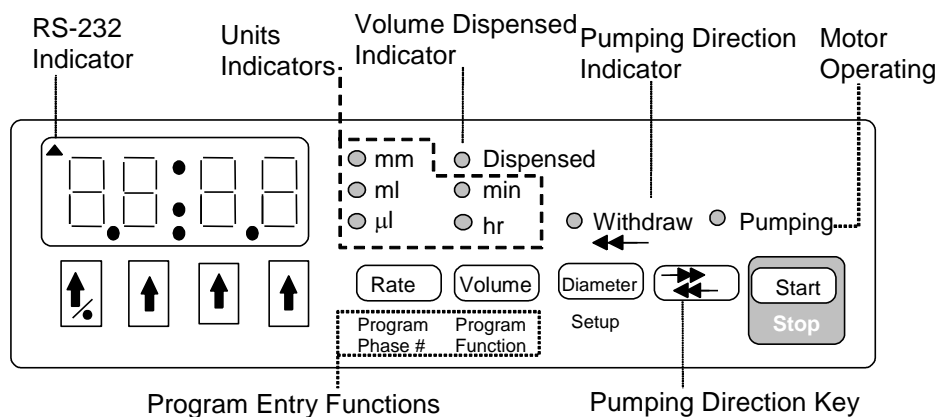 RS-232
Indicator
Units
Indicators
Volume Dispensed
Indicator
Pumping Direction
Indicator
Motor
Operating
mm
ml
μl
Dispensed
min
hr
Withdraw
Pumping
Rate
Volume
Diameter
Start
Stop
Setup
Program
Phase #
Program
Function
Program Entry Functions
Pumping Direction Key